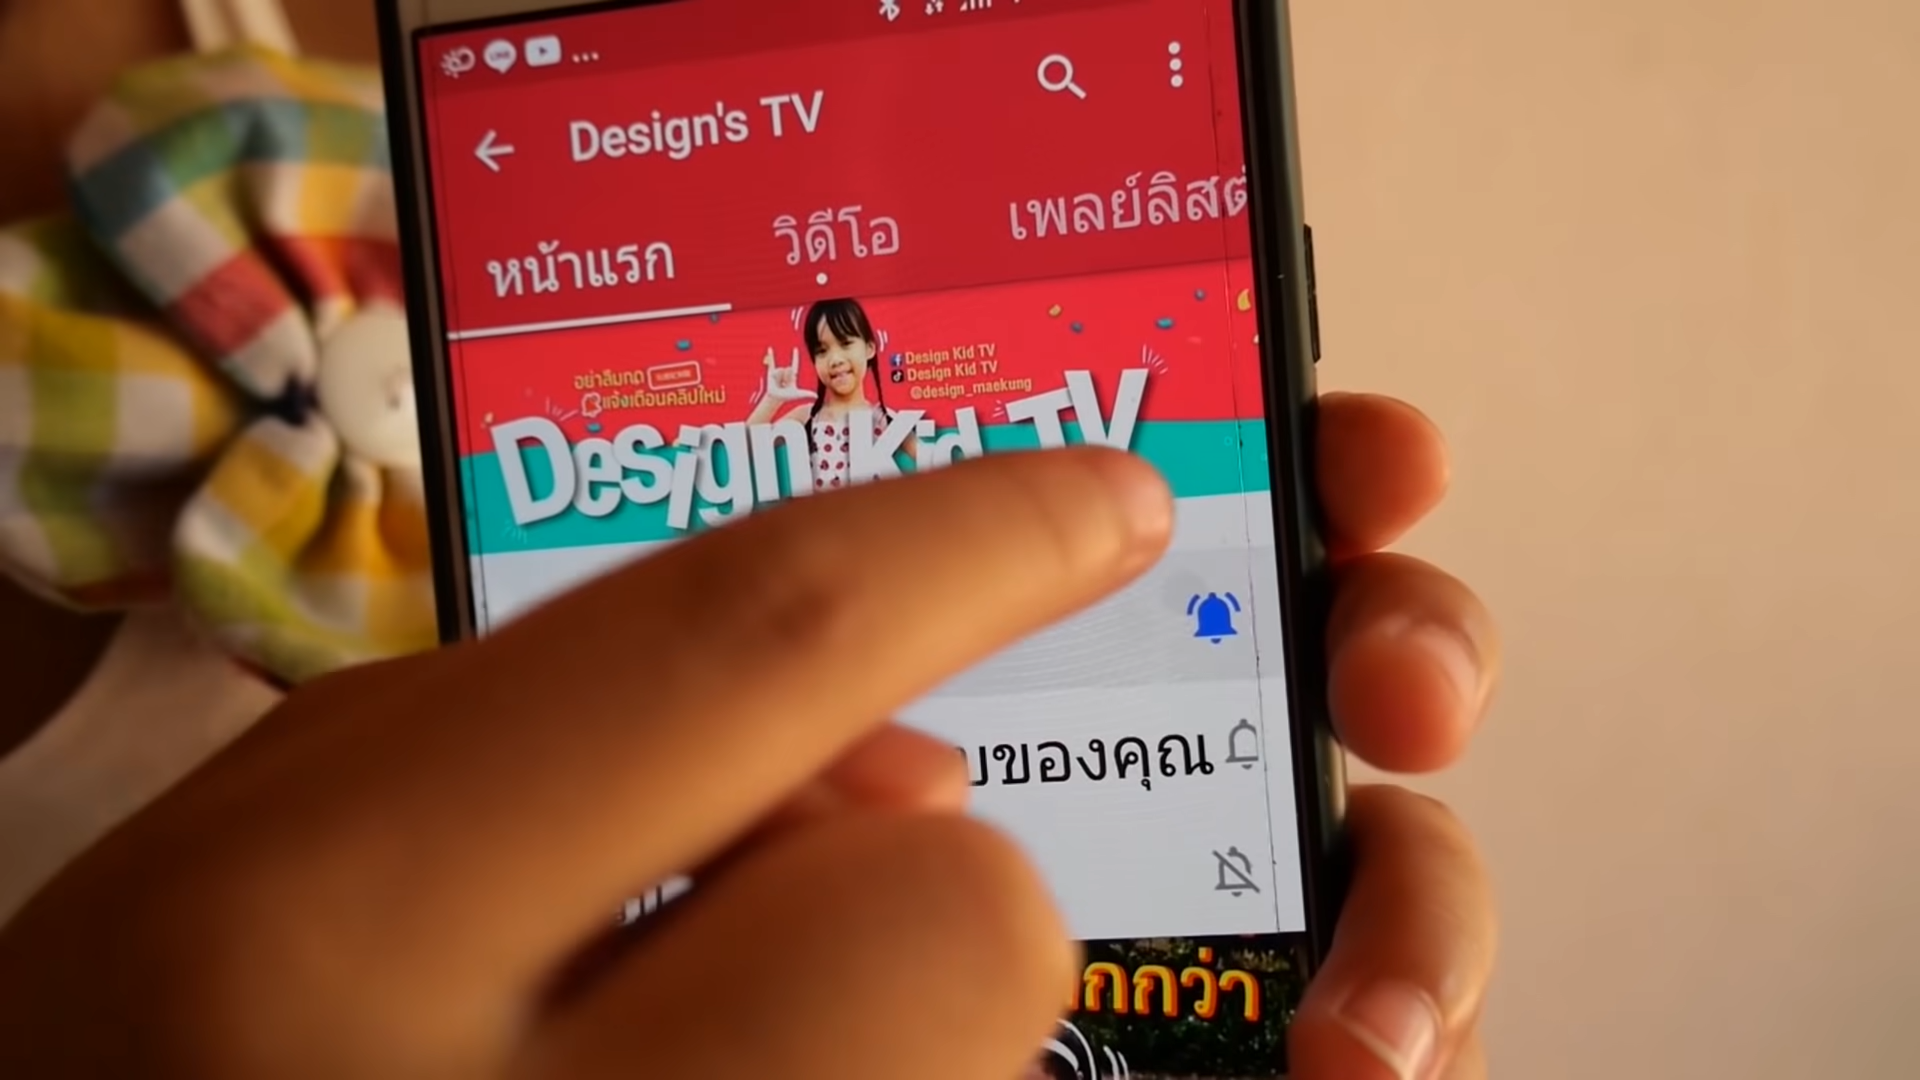 Design's TV
หน้าแรก
วิดีโอ
เพลย์ลิสต์
อย่าลืมกด SUBSCRIBE
แจ้งเตือนคลิปใหม่
Design Kid TV
Design Kid TV
@design_maekung
Design Kid TV
ของคุณ
กว่า